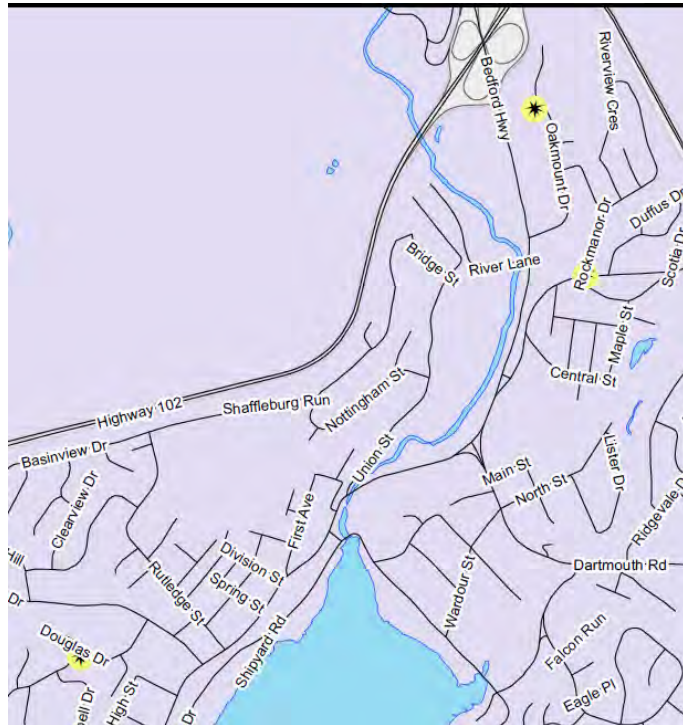 Bedford Hwy
Riverview Cres
Oakmount Dr
Duffus Dr
Rockmanor Dr
Scotia Dr
Bridge St
River Lane
Maple St
Central St
Highway 102
Shaffleburg Run
Nottingham St
Basinview Dr
Union St
Main St
Lister Dr
Clearview Dr
First Ave
North St
Ridgevale D
Hill
Division St
Dartmouth Rd
Rutledge St
Spring St
Wardour St
Dr
Douglas Dr
Shipyard Rd
Falcon Run
ell Dr
High St
Dr
Eagle Pl